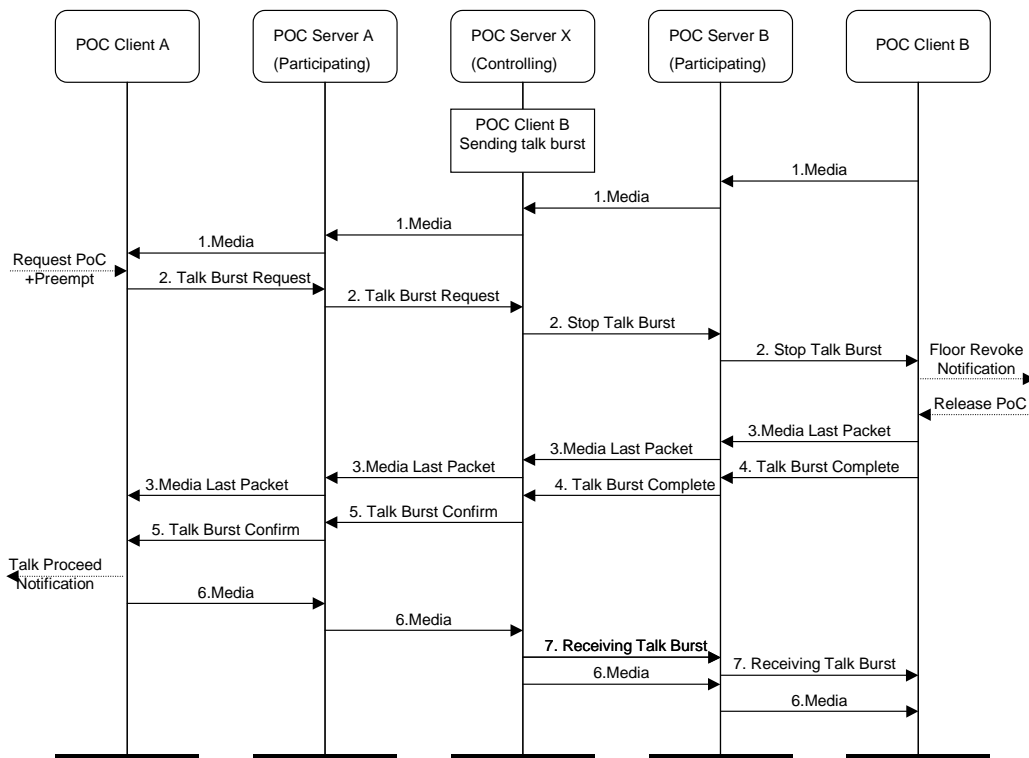 POC Client A
POC Server A
(Participating)
POC Server X
(Controlling)
POC Server B
(Participating)
POC Client B
POC Client B
Sending talk burst
1.Media
1.Media
1.Media
1.Media
Request PoC
+Preempt
2. Talk Burst Request
2. Talk Burst Request
2. Stop Talk Burst
2. Stop Talk Burst
Floor Revoke
Notification
Release PoC
3.Media Last Packet
3.Media Last Packet
3.Media Last Packet
3.Media Last Packet
4. Talk Burst Complete
4. Talk Burst Complete
5. Talk Burst Confirm
5. Talk Burst Confirm
Talk Proceed
Notification
6.Media
6.Media
7. Receiving Talk Burst
7. Receiving Talk Burst
6.Media
6.Media